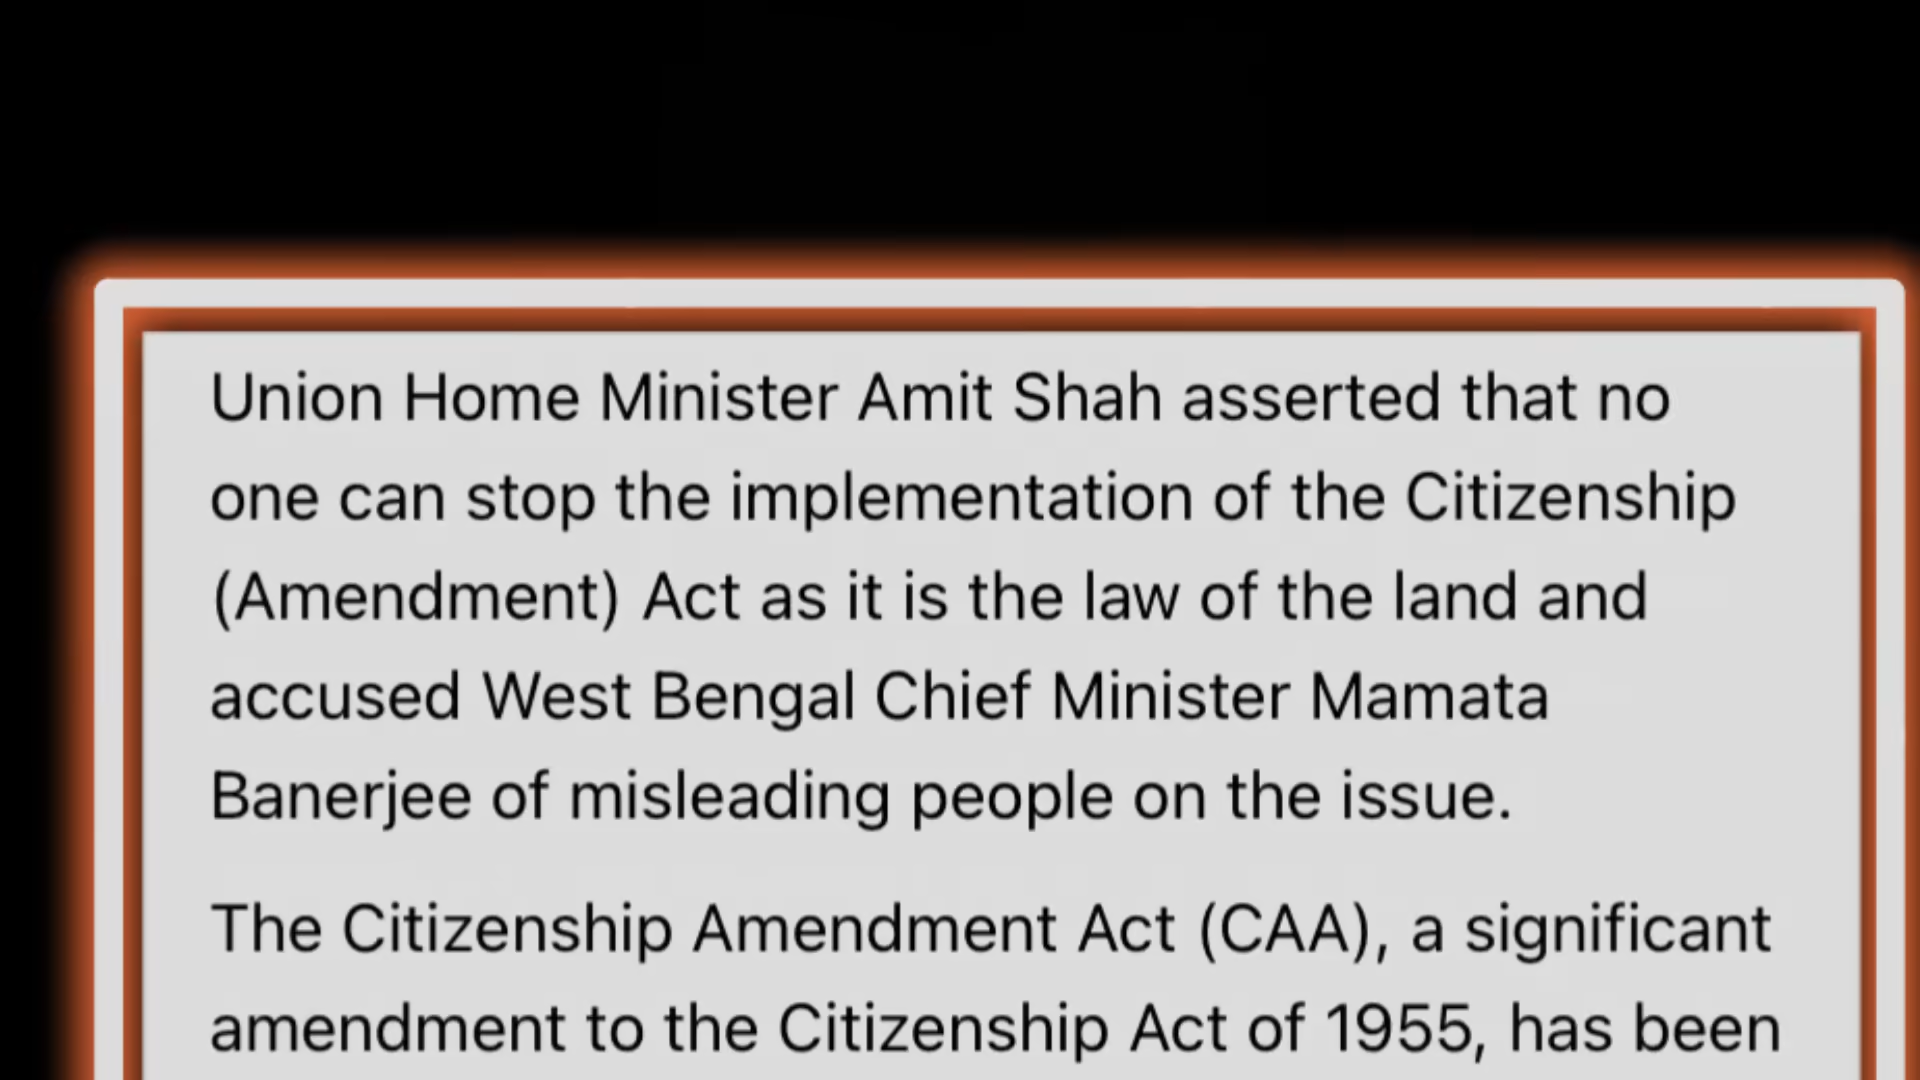 Union Home Minister Amit Shah asserted that no
one can stop the implementation of the Citizenship
(Amendment) Act as it is the law of the land and
accused West Bengal Chief Minister Mamata
Banerjee of misleading people on the issue.
The Citizenship Amendment Act (CAA), a significant
amendment to the Citizenship Act of 1955, has been